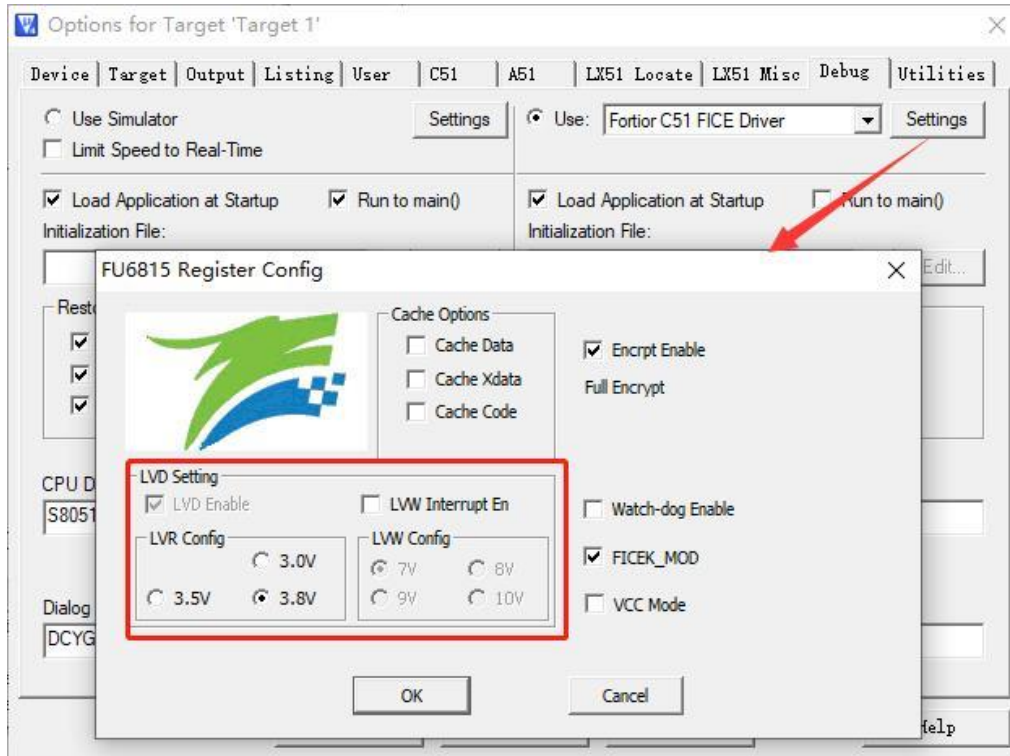 Options for Target 'Target 1'
Device Target Output Listing User C51 A51 LX51 Locate LX51 Misc Debug Utilities
Use Simulator Settings Use: Fortior C51 FICE Driver Settings
Limit Speed to Real-Time
Load Application at Startup Run to main() Load Application at Startup Run to main()
Initialization File: Initialization File:
Edit...
FU6815 Register Config
Cache Options
Cache Data
Cache Xdata
Cache Code
Encrpt Enable
Full Encrypt
LVD Setting
LVD Enable LVW Interrupt En
LVR Config LVW Config
3.0V 7V 8V
3.5V 3.8V 9V 10V
Watch-dog Enable
FICEK_MOD
VCC Mode
CPU D
S8051
Dialog
DCYG
OK Cancel